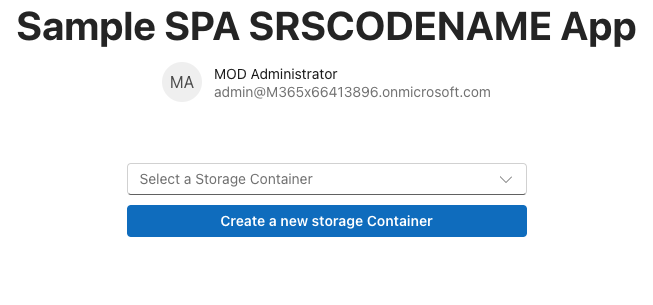 Sample SPA SRSCODENAME App
MA
MOD Administrator
admin@M365x66413896.onmicrosoft.com
Select a Storage Container
Create a new storage Container